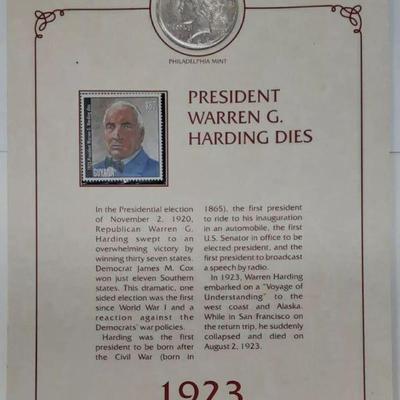 PHILADELPHIA MINT
PRESIDENT
WARREN G.
HARDING DIES
GUYANA
In the Presidential election
of November 2, 1920,
Republican Warren G.
Harding swept to an
overwhelming victory by
winning thirty seven states.
Democrat James M. Cox
won just eleven Southern
states. This dramatic, one
sided election was the first
since World War I and a
reaction against the
Democrats' war policies.
Harding was the first
president to be born after
the Civil War (born in
1865), the first president
to ride to his inauguration
in an automobile, the first
U.S. Senator in office to be
elected president, and the
first president to broadcast
a speech by radio.
In 1923, Warren Harding
embarked on a "Voyage of
Understanding" to the
west coast and Alaska.
While in San Francisco on
the return trip, he suddenly
collapsed and died on
August 2, 1923.
1923